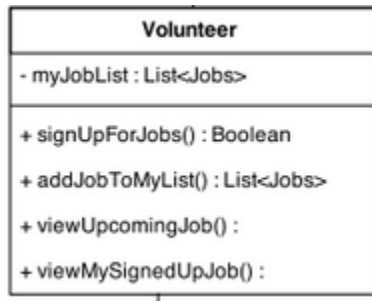 Volunteer
- myJobList : List<Jobs>
+ signUpForJobs() : Boolean
+ addJobToMyList() : List<Jobs>
+ viewUpcomingJob() :
+ viewMySignedUpJob() :